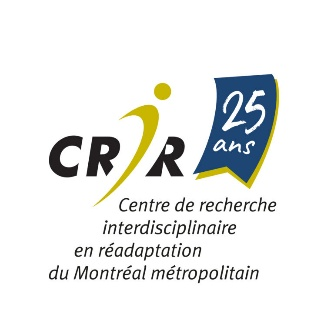 CRIR
25
ans
Centre de recherche
interdisciplinaire
en réadaptation
du Montréal métropolitain